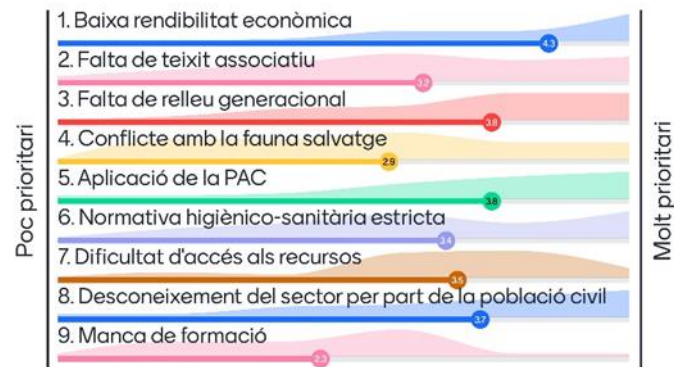 1. Baixa rendibilitat econòmica
4.3
2. Falta de teixit associatiu
3.2
3. Falta de relleu generacional
3.8
4. Conflicte amb la fauna salvatge
2.9
5. Aplicació de la PAC
3.8
6. Normativa higiènico-sanitària estricta
3.4
7. Dificultat d'accés als recursos
3.5
8. Desconeixement del sector per part de la població civil
3.7
9. Manca de formació
2.3
Poc prioritari
Molt prioritari